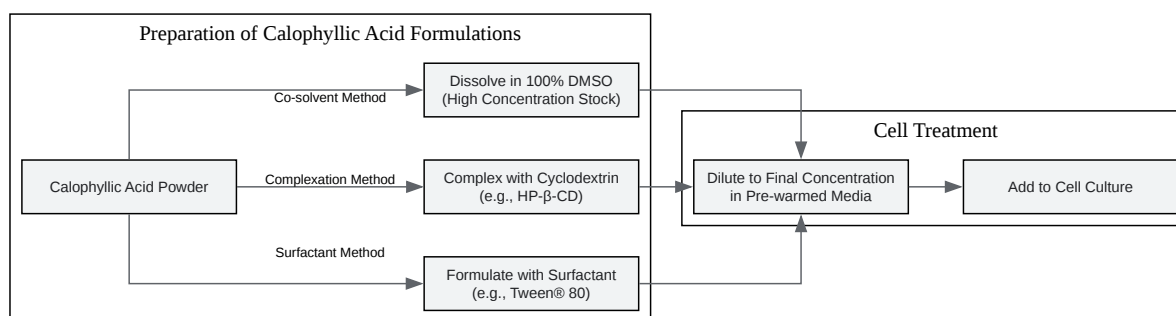 Preparation of Calophyllic Acid Formulations
Co-solvent Method
Dissolve in 100% DMSO
(High Concentration Stock)
Cell Treatment
Calophyllic Acid Powder
Complexation Method
Complex with Cyclodextrin
(e.g., HP-β-CD)
Dilute to Final Concentration
in Pre-warmed Media
Add to Cell Culture
Surfactant Method
Formulate with Surfactant
(e.g., Tween® 80)